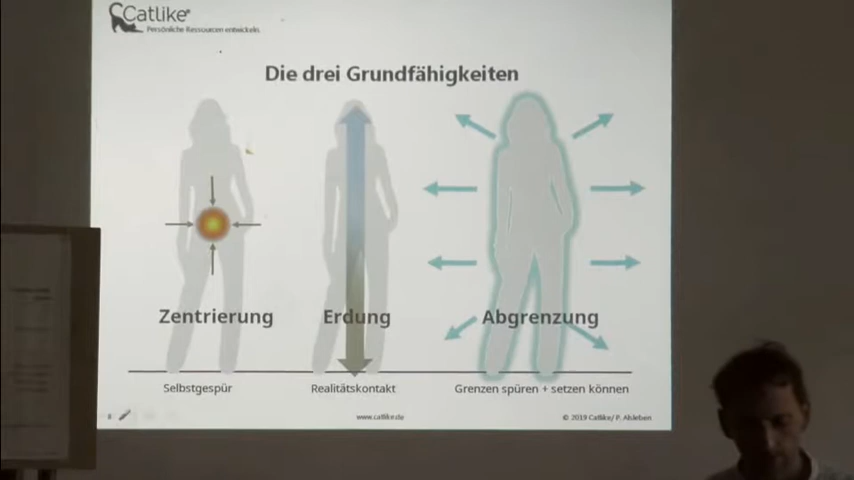 Catlike®
Persönliche Ressourcen entwickeln
Die drei Grundfähigkeiten
Zentrierung
Erdung
Abgrenzung
Selbstgespür
Realitätskontakt
Grenzen spüren + setzen können
www.catlike.de
© 2019 Catlike/ P. Alsleben